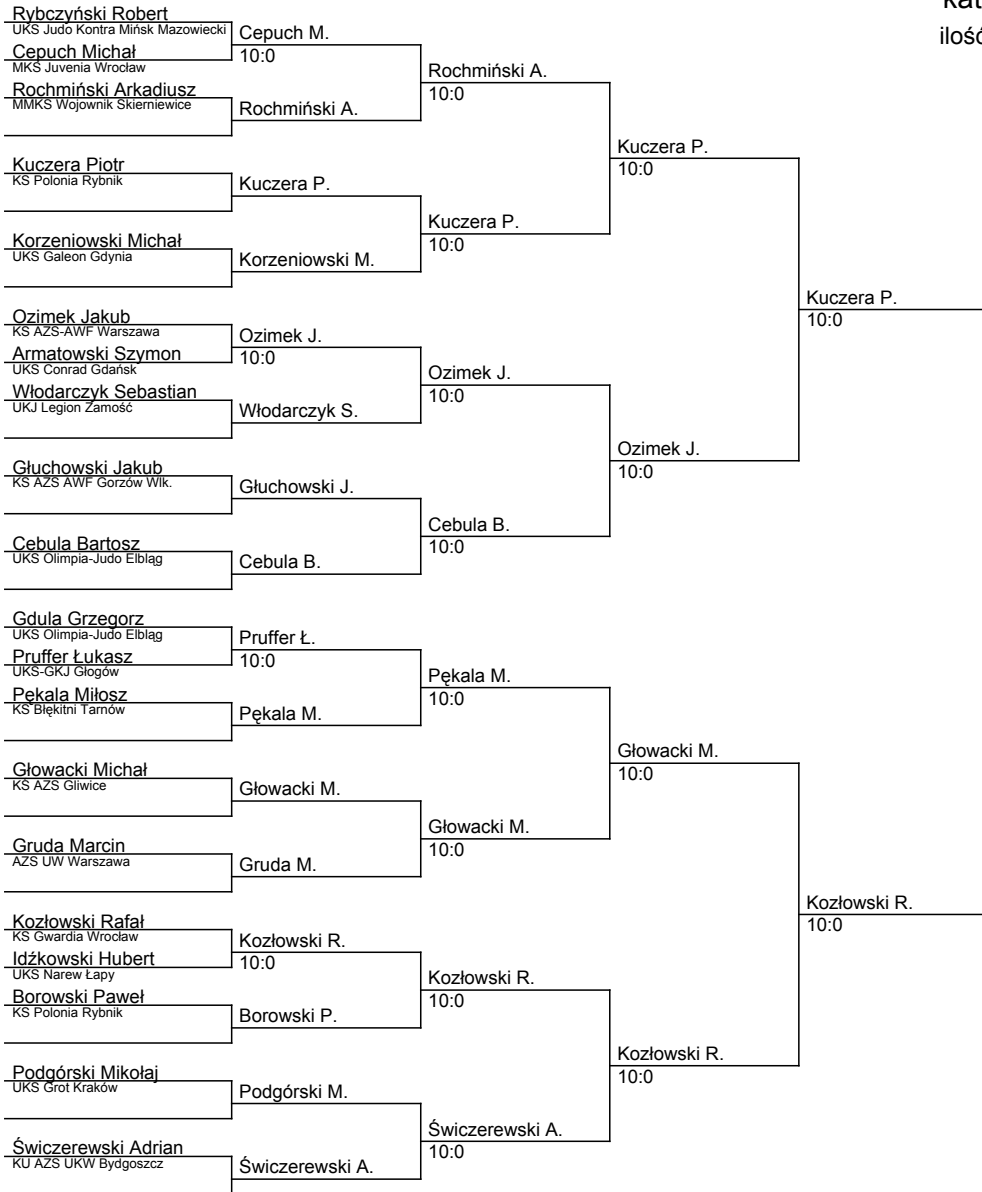 Rybczyński Robert
UKS Judo Kontra Mińsk Mazowiecki
Cepuch Michał
MKS Juvenia Wrocław
Rochmiński Arkadiusz
MMKS Wojownik Skierniewice
Kuczera Piotr
KS Polonia Rybnik
Korzeniowski Michał
UKS Galeon Gdynia
Ozimek Jakub
KS AZS-AWF Warszawa
Armatowski Szymon
UKS Conrad Gdańsk
Włodarczyk Sebastian
UKJ Legion Zamość
Głuchowski Jakub
KS AZS AWF Gorzów Wlk.
Cebula Bartosz
UKS Olimpia-Judo Elbląg
Gdula Grzegorz
UKS Olimpia-Judo Elbląg
Pruffer Łukasz
UKS-GKJ Głogów
Pękala Miłosz
KS Błękitni Tarnów
Głowacki Michał
KS AZS Gliwice
Gruda Marcin
AZS UW Warszawa
Kozłowski Rafał
KS Gwardia Wrocław
Idźkowski Hubert
UKS Narew Łapy
Borowski Paweł
KS Polonia Rybnik
Podgórski Mikołaj
UKS Grot Kraków
Świczerewski Adrian
KU AZS UKW Bydgoszcz
Cepuch M.
10:0
Rochmiński A.
Kuczera P.
Korzeniowski M.
Ozimek J.
10:0
Włodarczyk S.
Głuchowski J.
Cebula B.
Pruffer Ł.
10:0
Pękala M.
Głowacki M.
Gruda M.
Kozłowski R.
10:0
Borowski P.
Podgórski M.
Świczerewski A.
Rochmiński A.
10:0
Kuczera P.
10:0
Ozimek J.
10:0
Cebula B.
10:0
Pękala M.
10:0
Głowacki M.
10:0
Kozłowski R.
10:0
Świczerewski A.
10:0
Kuczera P.
10:0
Ozimek J.
10:0
Głowacki M.
10:0
Kozłowski R.
10:0
Kuczera P.
10:0
Kozłowski R.
10:0